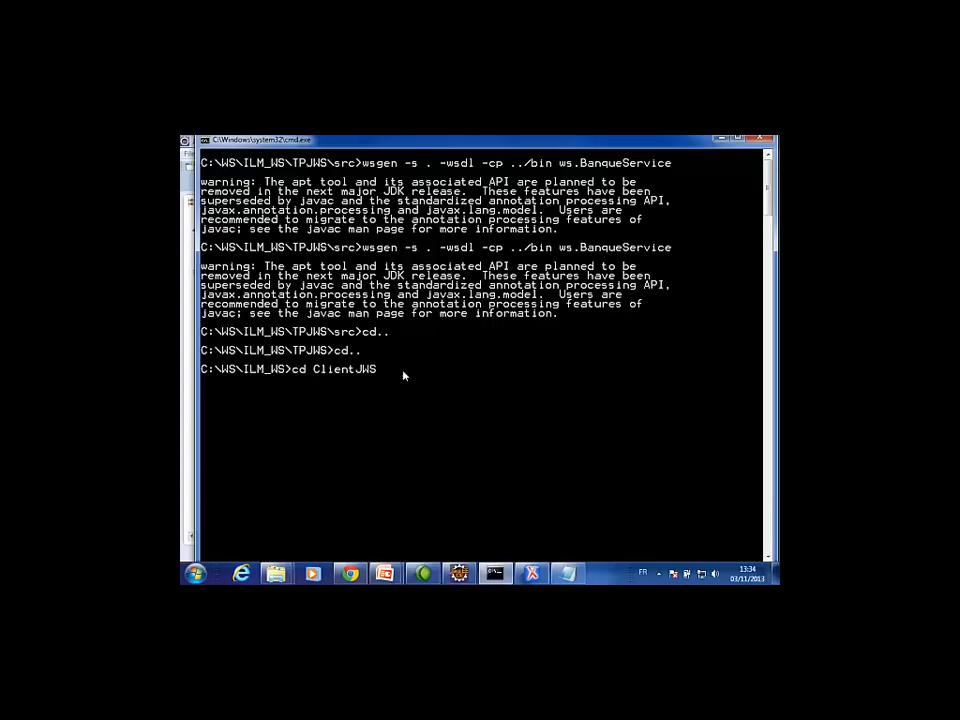 C:\Windows\system32\cmd.exe
C:\WS\ILM_WS\TPJWS\src>wsgen -s . -wsdl -cp ../bin ws.BanqueService
warning: The apt tool and its associated API are planned to be
removed in the next major JDK release.  These features have been
superseded by javac and the standardized annotation processing API,
javax.annotation.processing and javax.lang.model.  Users are
recommended to migrate to the annotation processing features of
javac; see the javac man page for more information.
C:\WS\ILM_WS\TPJWS\src>wsgen -s . -wsdl -cp ../bin ws.BanqueService
warning: The apt tool and its associated API are planned to be
removed in the next major JDK release.  These features have been
superseded by javac and the standardized annotation processing API,
javax.annotation.processing and javax.lang.model.  Users are
recommended to migrate to the annotation processing features of
javac; see the javac man page for more information.
C:\WS\ILM_WS\TPJWS\src>cd..
C:\WS\ILM_WS\TPJWS>cd..
C:\WS\ILM_WS>cd ClientJWS
FR
13:34
03/11/2013